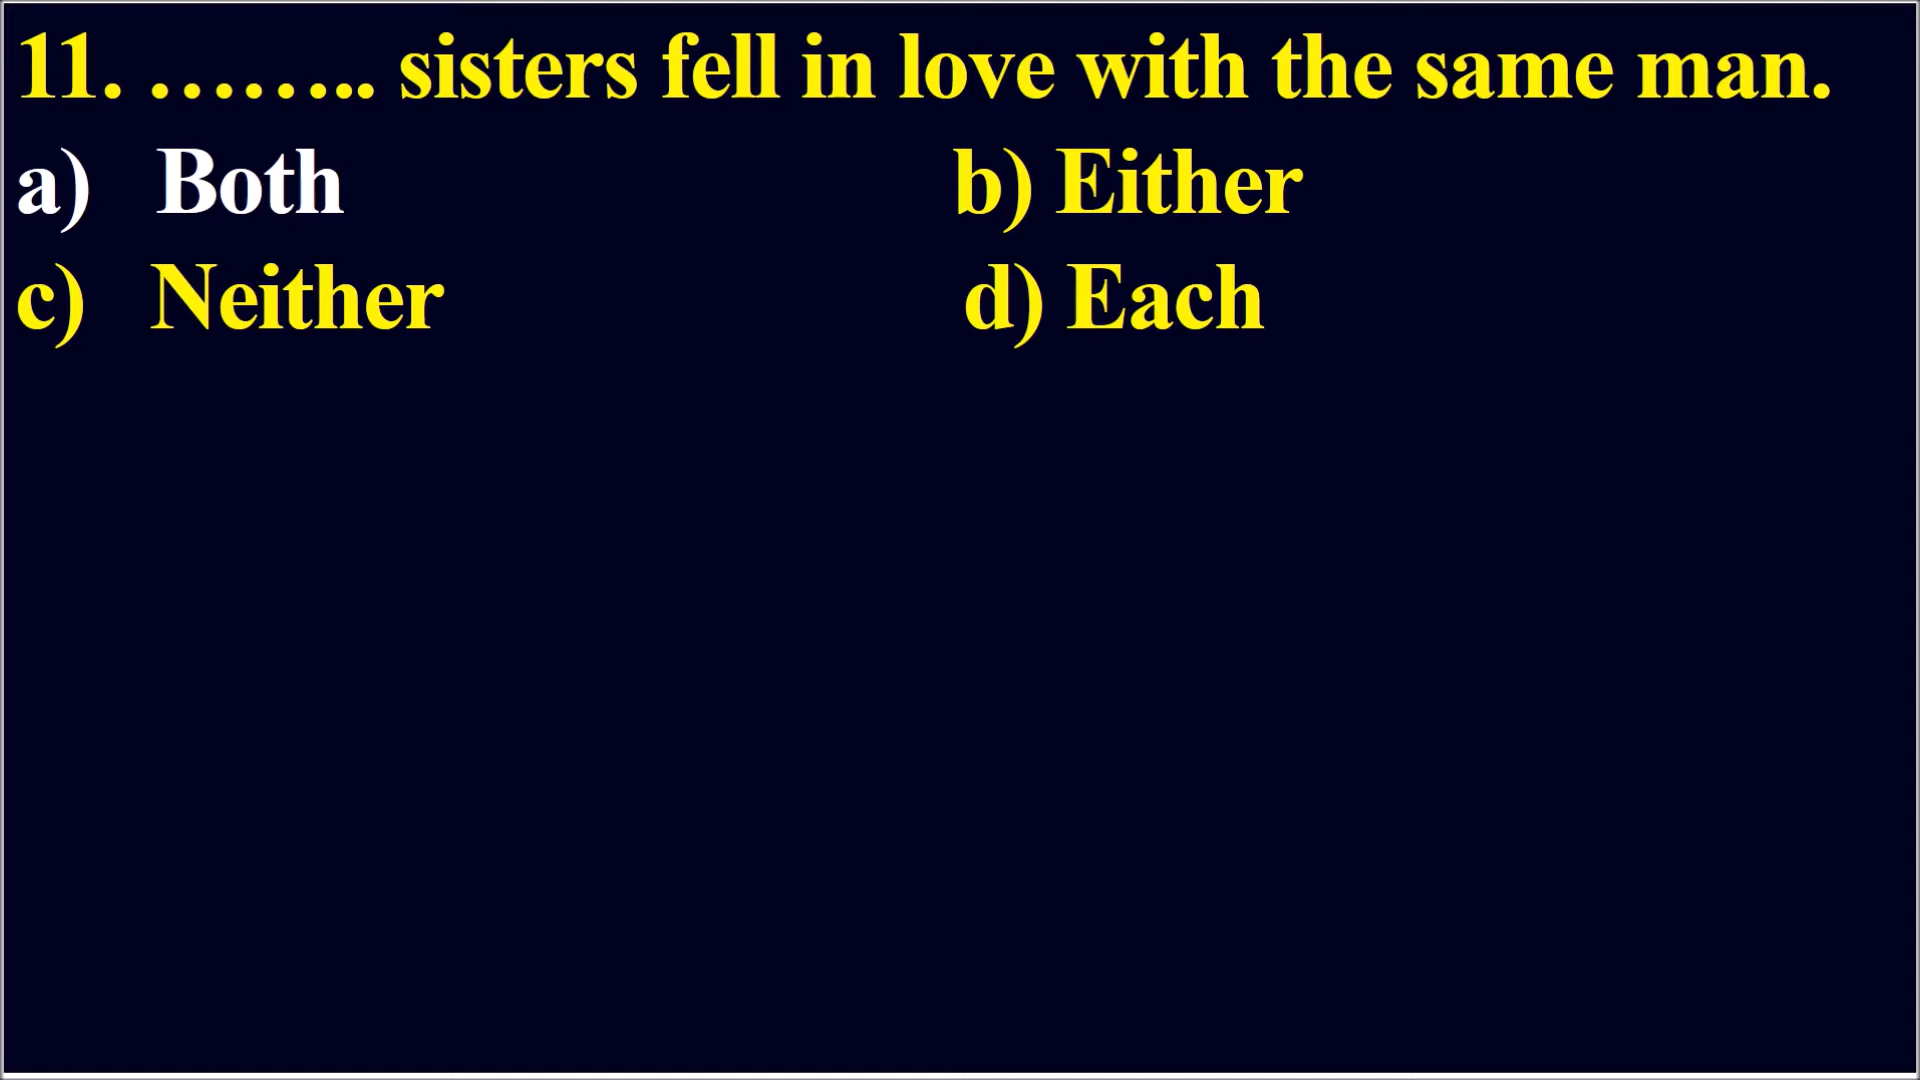 11. ……….. sisters fell in love with the same man.
a) Both b) Either
c) Neither d) Each